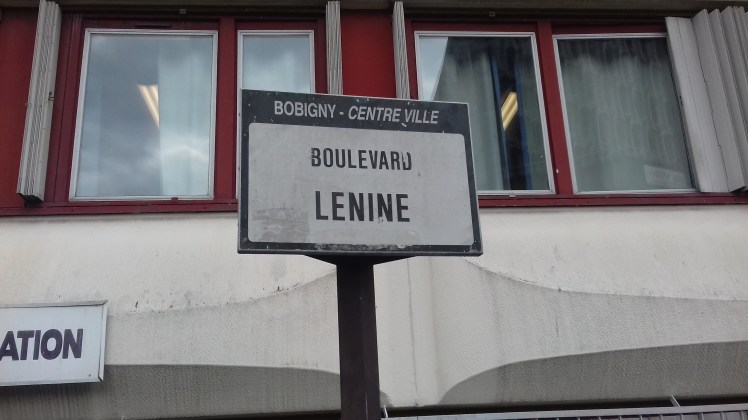 BOBIGNY - CENTRE VILLE
BOULEVARD
LENINE
ATION